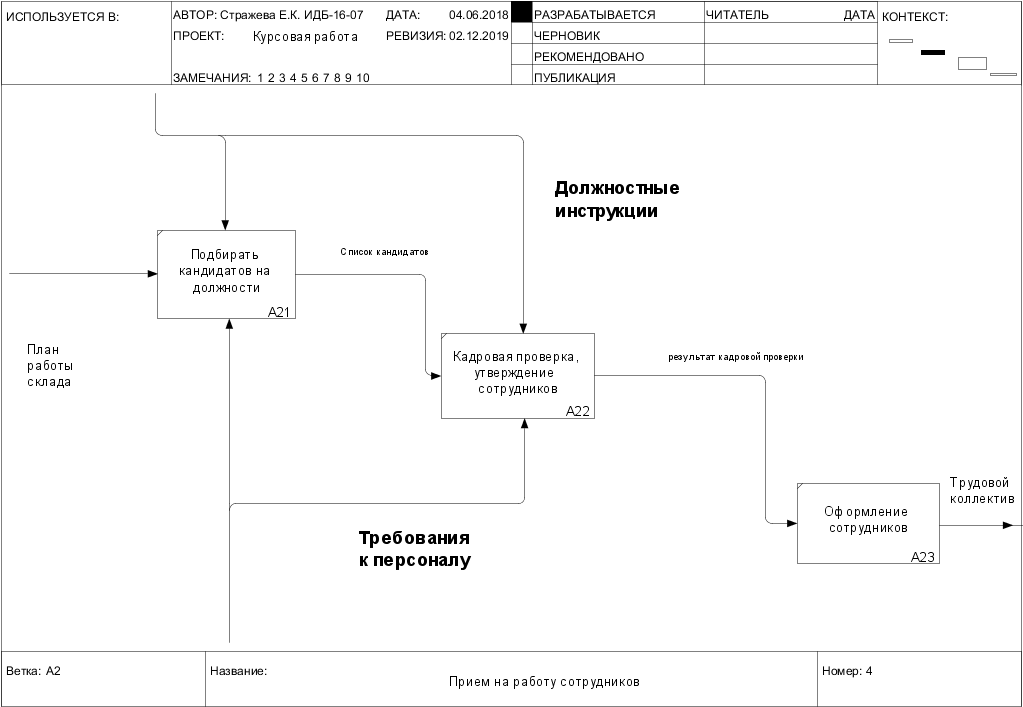 ИСПОЛЬЗУЕТСЯ В:
АВТОР: Стражева Е.К. ИДБ-16-07
ДАТА: 04.06.2018
ПРОЕКТ: Курсовая работа
РЕВИЗИЯ: 02.12.2019
ЗАМЕЧАНИЯ: 1 2 3 4 5 6 7 8 9 10
РАЗРАБАТЫВАЕТСЯ
ЧЕРНОВИК
РЕКОМЕНДОВАНО
ПУБЛИКАЦИЯ
ЧИТАТЕЛЬ ДАТА
КОНТЕКСТ:
Должностные
инструкции
Подбирать
кандидатов на
должности
A21
Список кандидатов
План
работы
склада
Кадровая проверка,
утверждение
сотрудников
A22
результат кадровой проверки
Трудовой
коллектив
Оформление
сотрудников
A23
Требования
к персоналу
Ветка: A2
Название:
Прием на работу сотрудников
Номер: 4